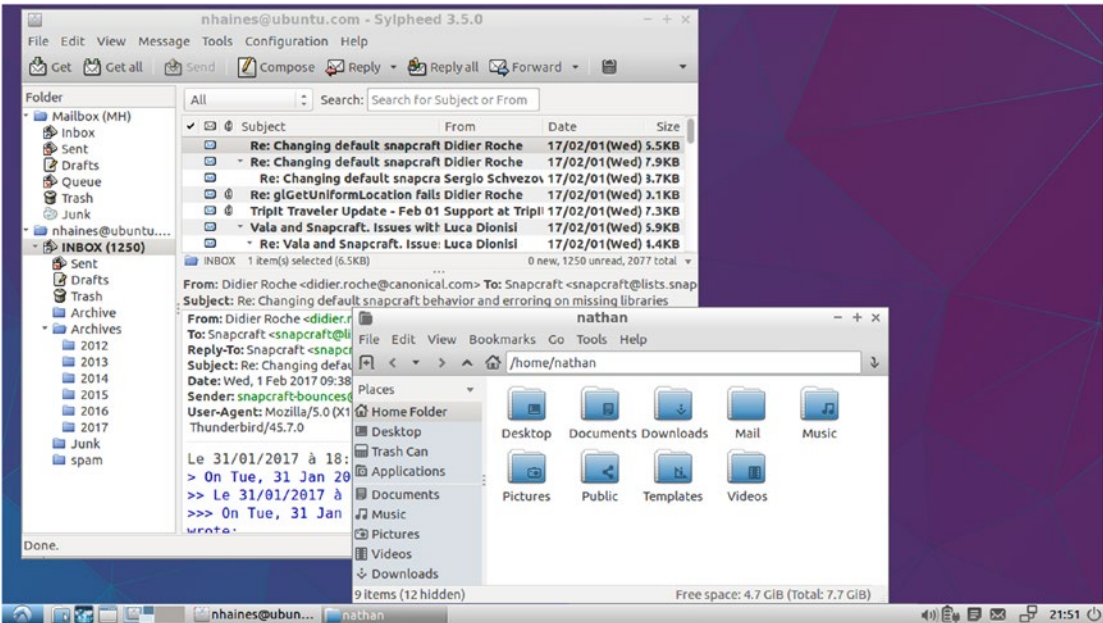 nhaines@ubuntu.com - Sylpheed 3.5.0
File Edit View Message Tools Configuration Help
Get Get all Send Compose Reply Reply all Forward
Folder
Mailbox (MH)
Inbox
Sent
Drafts
Queue
Trash
Junk
nhaines@ubuntu....
INBOX (1250)
Sent
Drafts
Trash
Archive
Archives
2012
2013
2014
2015
2016
2017
Junk
spam
All Search: Search for Subject or From
Subject From Date Size
Re: Changing default snapcraft Didier Roche 17/02/01(Wed) 5KB
Re: Changing default snapcraft Didier Roche 17/02/01(Wed) 7.9KB
Re: Changing default snapcra Sergio Schvezov 17/02/01(Wed) 3.7KB
Re: glGetUniformLocation fails Didier Roche 17/02/01(Wed) 1KB
TripIt Traveler Update - Feb 01 Support at TripIt 17/02/01(Wed) 7.3KB
Vala and Snapcraft. Issues with Luca Dionisi 17/02/01(Wed) 5.9KB
Re: Vala and Snapcraft. Issue: Luca Dionisi 17/02/01(Wed) 4.4KB
INBOX 1 item(s) selected (6.5KB) 0 new, 1250 unread, 2077 total
From: Didier Roche <didier.roche@canonical.com> To: Snapcraft <snapcraft@lists.snap
Subject: Re: Changing default snapcraft behavior and erroring on missing libraries
From: Didier Roche <didier.r
To: Snapcraft <snapcraft@li
Reply-To: Snapcraft <snapcr
Subject: Re: Changing defau
Date: Wed, 1 Feb 2017 09:38
Sender: snapcraft-bounces@
User-Agent: Mozilla/5.0 (X1
Thunderbird/45.7.0
Le 31/01/2017 à 18:
> On Tue, 31 Jan 20
>> Le 31/01/2017 à
>>> On Tue, 31 Jan
wrote:
Done.
nathan
File Edit View Bookmarks Go Tools Help
/home/nathan
Places
Home Folder
Desktop
Trash Can
Applications
Documents
Music
Pictures
Videos
Downloads
Desktop Documents Downloads Mail Music
Pictures Public Templates Videos
9 items (12 hidden) Free space: 4.7 GiB (Total: 7.7 GiB)
nhaines@ubun... nathan 21:51